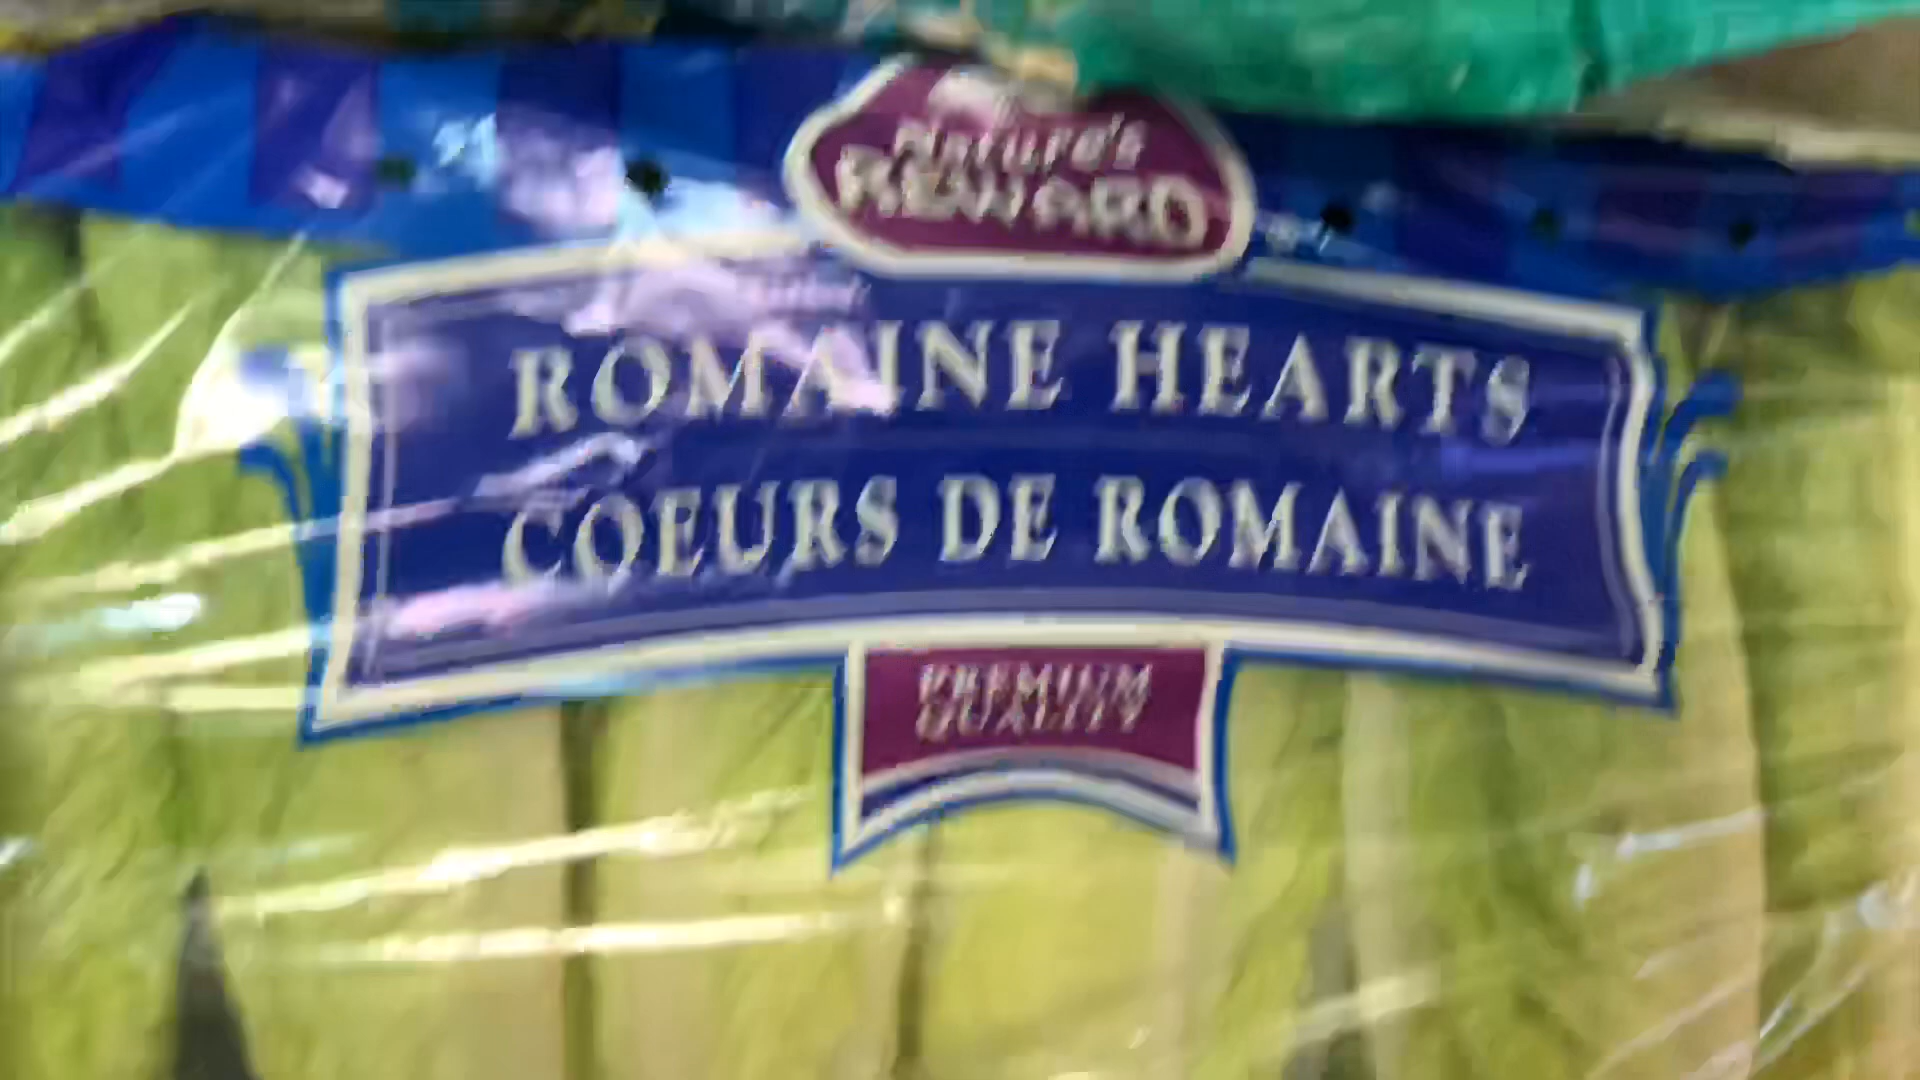 Nature's
REWARD
ROMAINE HEARTS
COEURS DE ROMAINE
PREMIUM
QUALITY